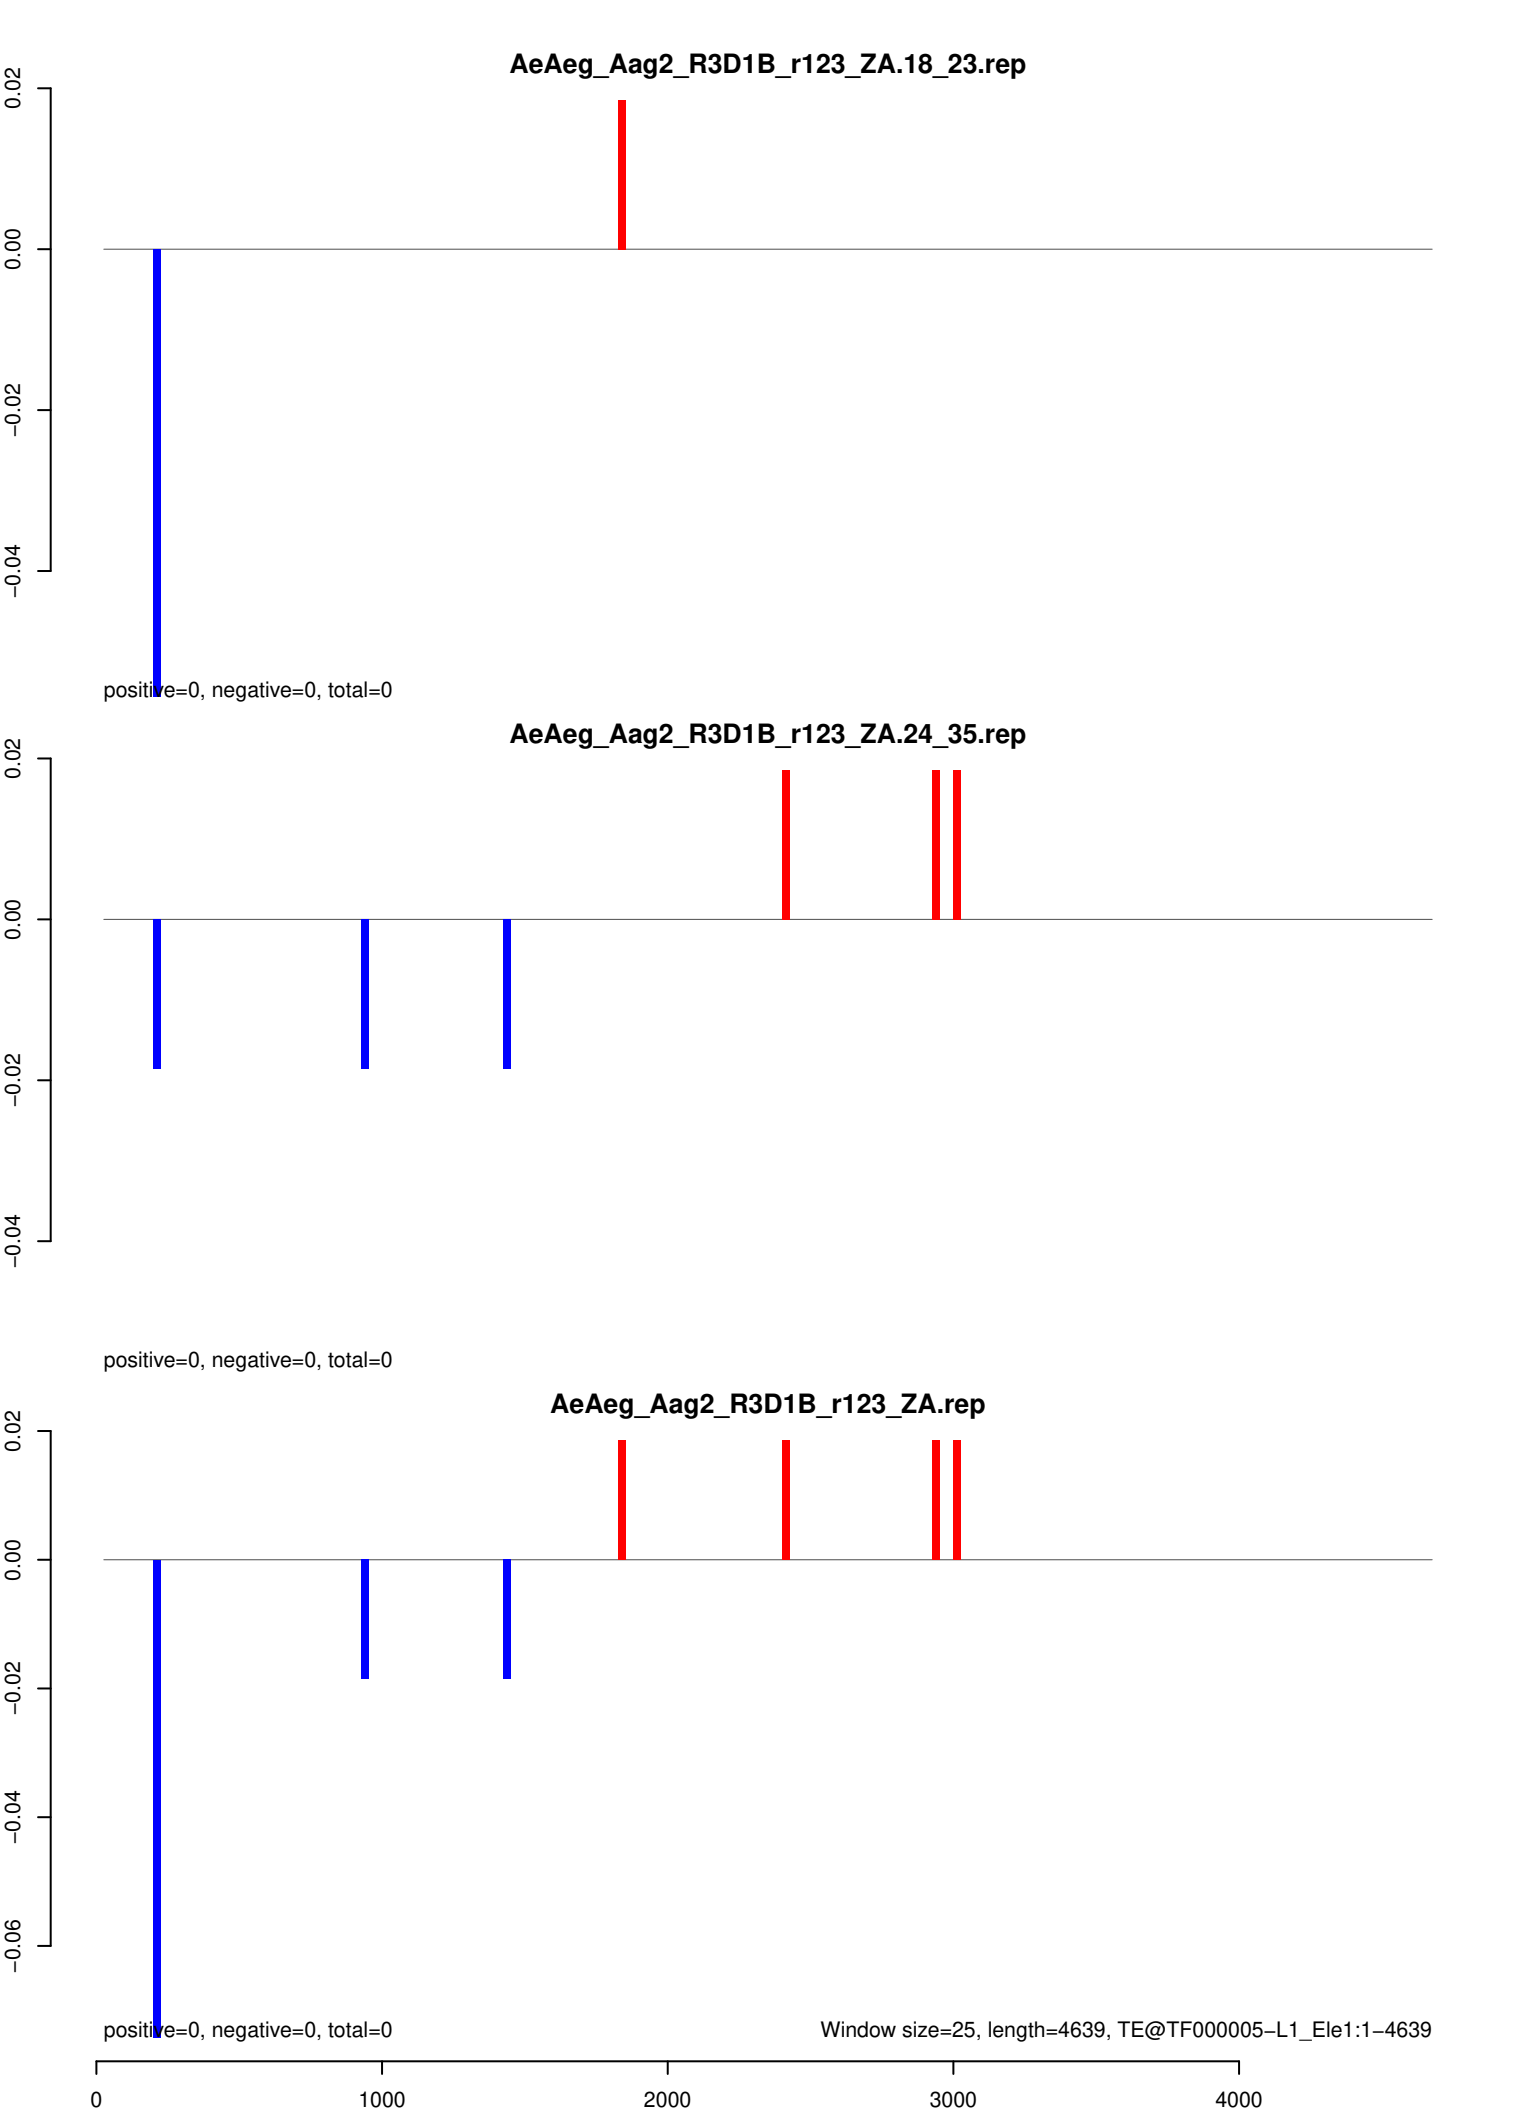 AeAeg_Aag2_R3D1B_r123_ZA.18_23.rep
0.02
0.00
−0.02
−0.04
positive=0, negative=0, total=0
AeAeg_Aag2_R3D1B_r123_ZA.24_35.rep
0.02
0.00
−0.02
−0.04
positive=0, negative=0, total=0
AeAeg_Aag2_R3D1B_r123_ZA.rep
0.02
0.00
−0.02
−0.04
−0.06
positive=0, negative=0, total=0
Window size=25, length=4639, TE@TF000005−L1_Ele1:1−4639
0 1000 2000 3000 4000